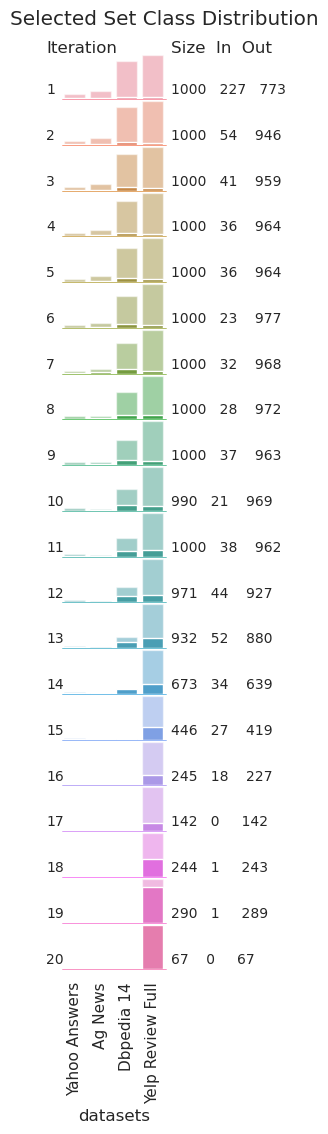 Selected Set Class Distribution
Iteration Size In Out
1 1000 227 773
2 1000 54 946
3 1000 41 959
4 1000 36 964
5 1000 36 964
6 1000 23 977
7 1000 32 968
8 1000 28 972
9 1000 37 963
10 990 21 969
11 1000 38 962
12 971 44 927
13 932 52 880
14 673 34 639
15 446 27 419
16 245 18 227
17 142 0 142
18 244 1 243
19 290 1 289
20 67 0 67
Yahoo Answers
Ag News
Dbpedia 14
Yelp Review Full
datasets